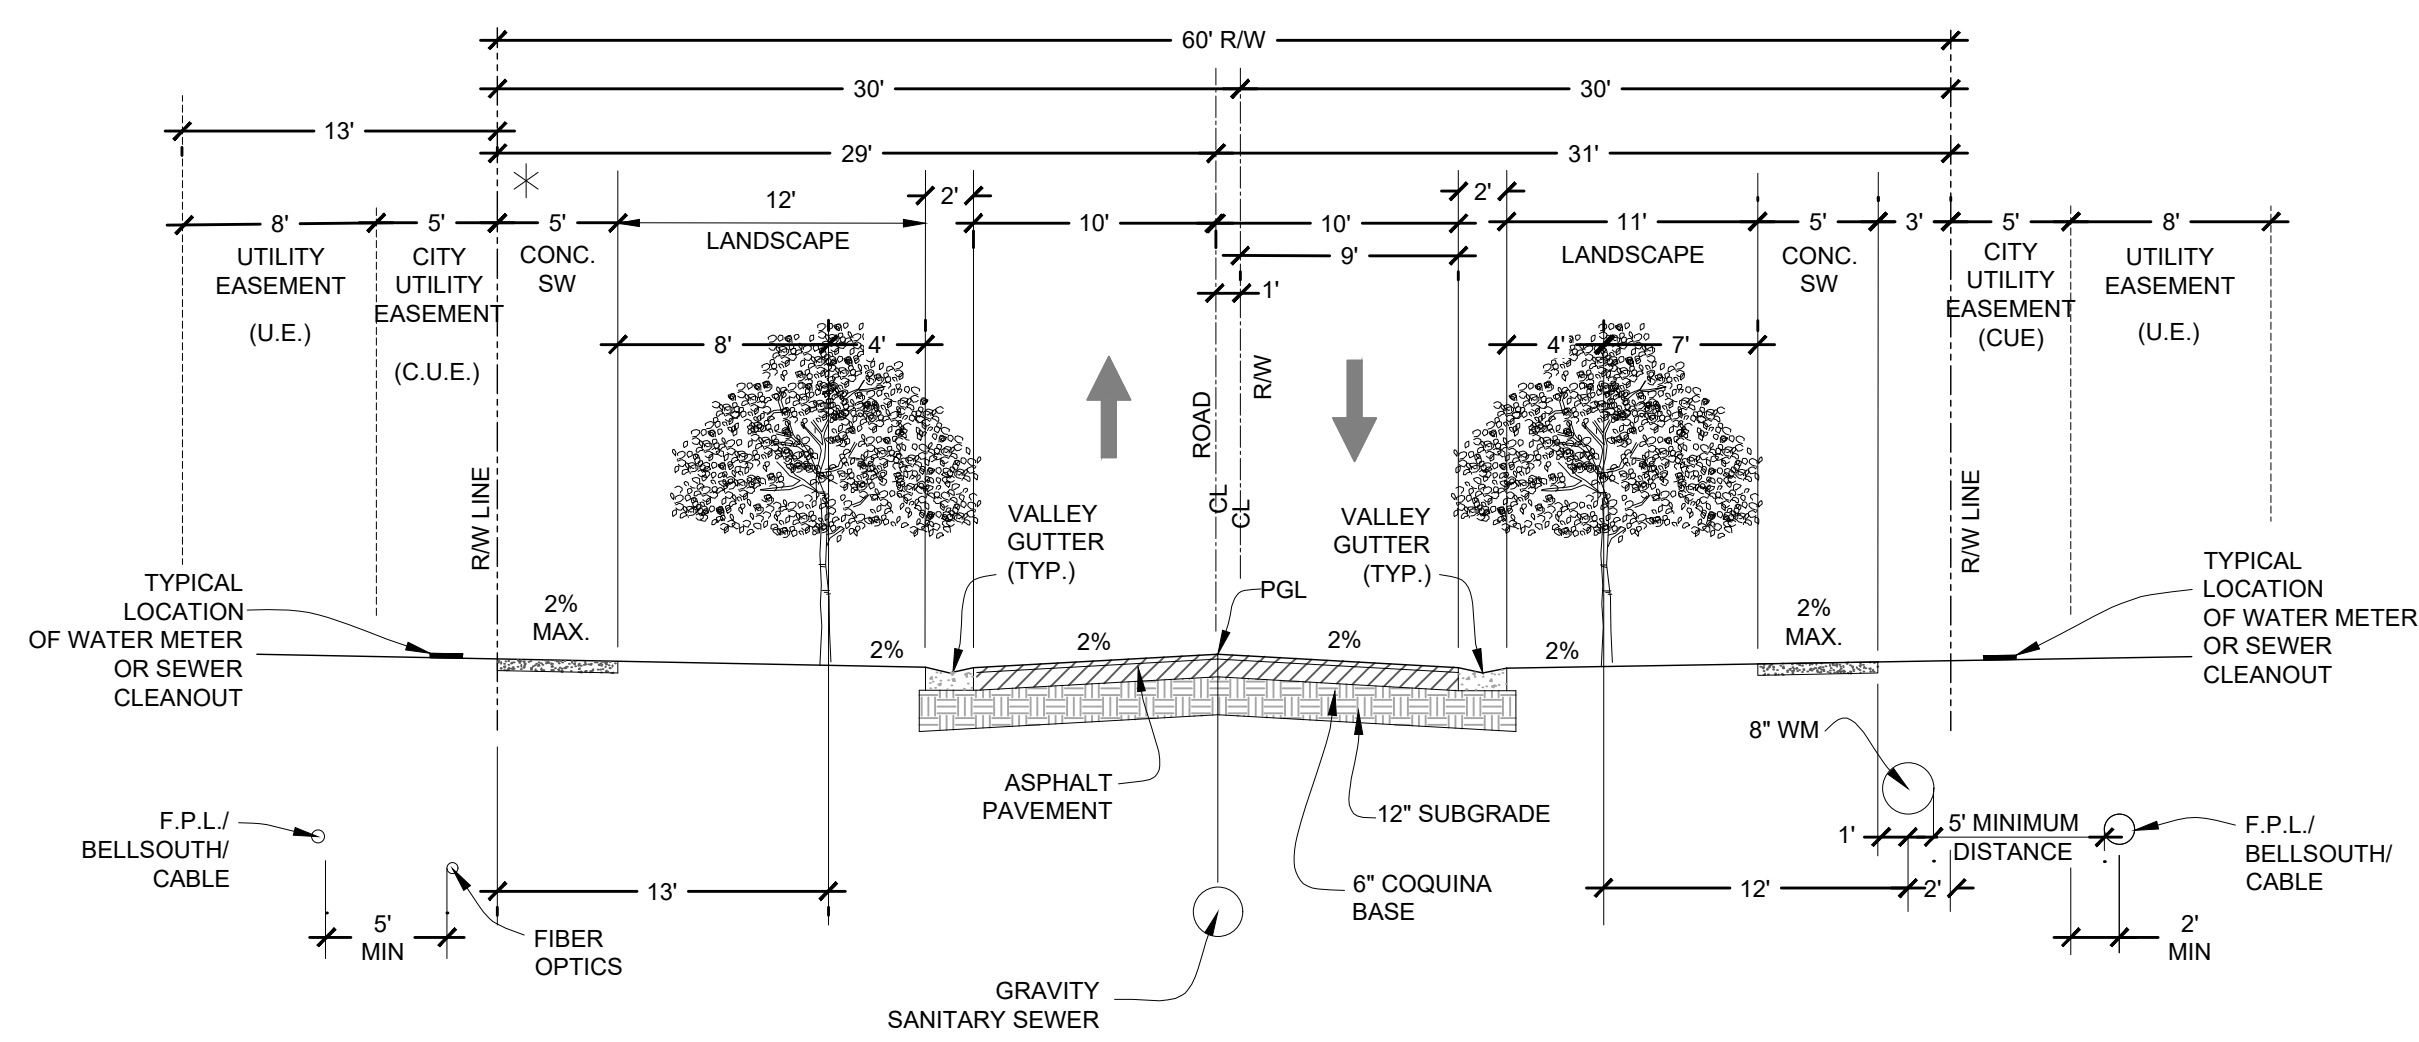 60' R/W
30'
30'
13'
29'
31'
8'
5'
5'
12'
2'
10'
10'
2'
11'
5'
3'
5'
8'
UTILITY
EASEMENT
(U.E.)
CITY
UTILITY
EASEMENT
(C.U.E.)
CONC.
SW
LANDSCAPE
9'
1'
LANDSCAPE
CONC.
SW
CITY
UTILITY
EASEMENT
(CUE)
UTILITY
EASEMENT
(U.E.)
8'
4'
4'
7'
ROAD
CL
R/W
CL
R/W LINE
R/W LINE
VALLEY
GUTTER
(TYP.)
VALLEY
GUTTER
(TYP.)
PGL
TYPICAL
LOCATION
OF WATER METER
OR SEWER
CLEANOUT
2%
MAX.
2%
2%
2%
2%
2%
MAX.
TYPICAL
LOCATION
OF WATER METER
OR SEWER
CLEANOUT
8" WM
ASPHALT
PAVEMENT
12" SUBGRADE
6" COQUINA
BASE
F.P.L./
BELLSOUTH/
CABLE
5'
MIN
FIBER
OPTICS
13'
GRAVITY
SANITARY SEWER
1'
5' MINIMUM
DISTANCE
12'
2'
F.P.L./
BELLSOUTH/
CABLE
2'
MIN